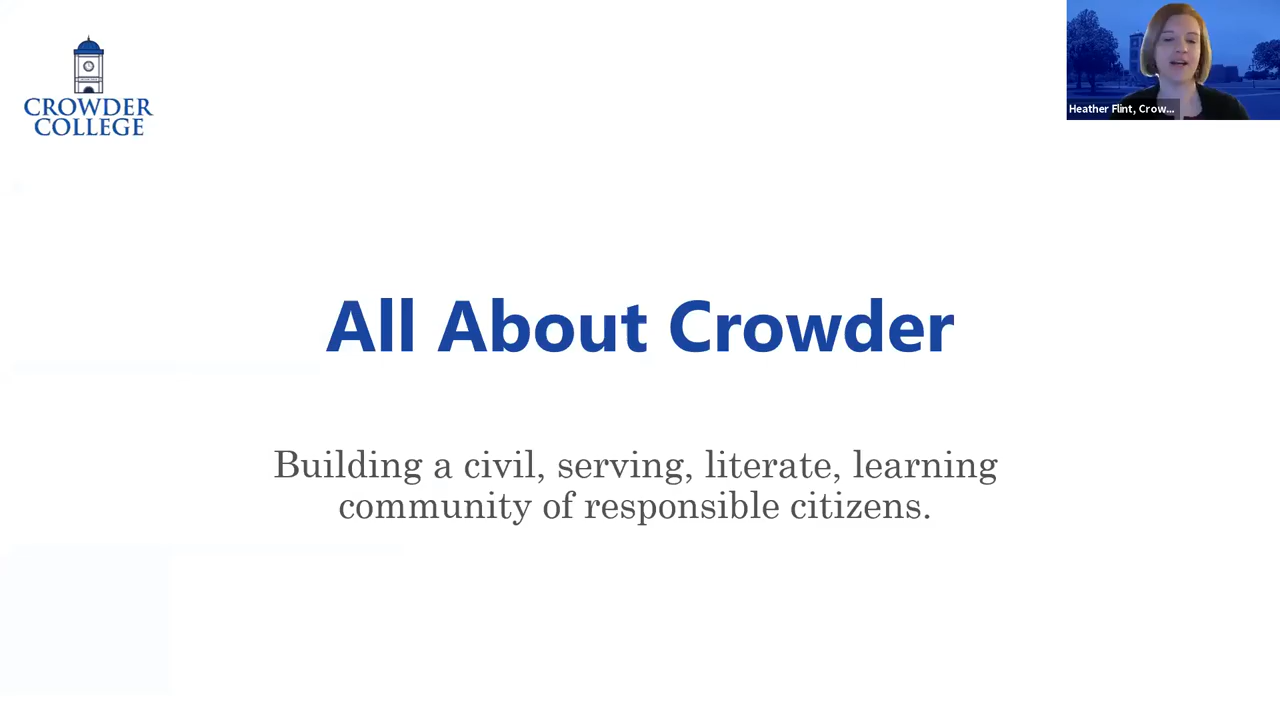 CROWDER
COLLEGE
Heather Flint, Crow...
All About Crowder
Building a civil, serving, literate, learning
community of responsible citizens.